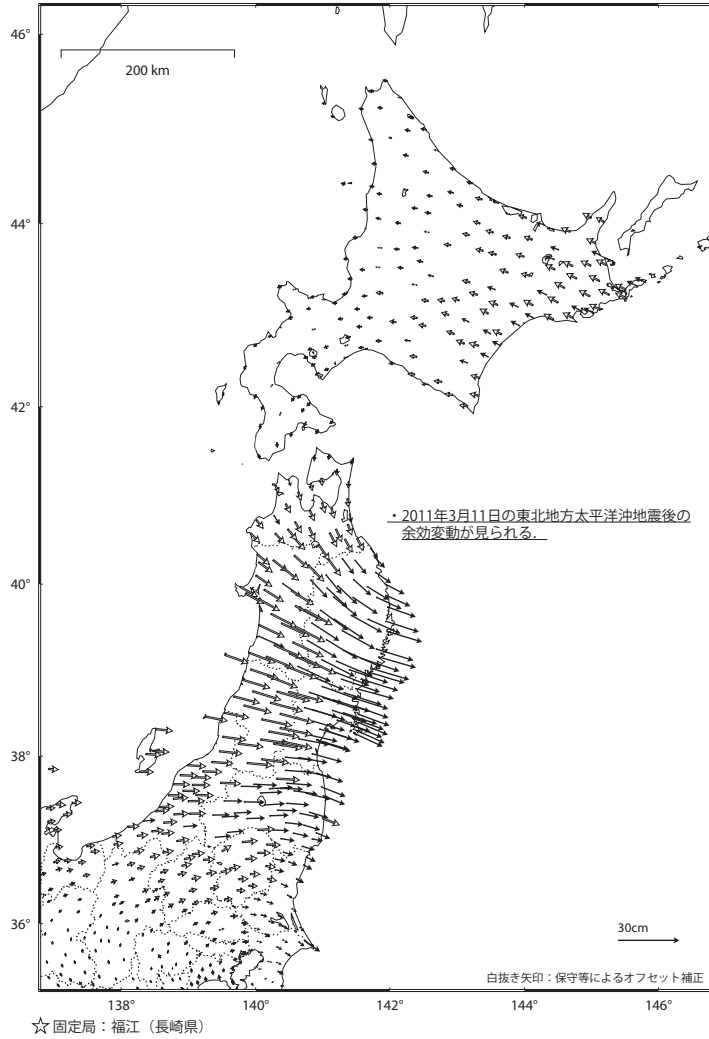 46°
200 km
44°
42°
・2011年3月11日の東北地方太平洋沖地震後の
余効変動が見られる．
40°
38°
36°
30cm
白抜き矢印：保守等によるオフセット補正
138°
140°
142°
144°
146°
☆ 固定局：福江（長崎県）